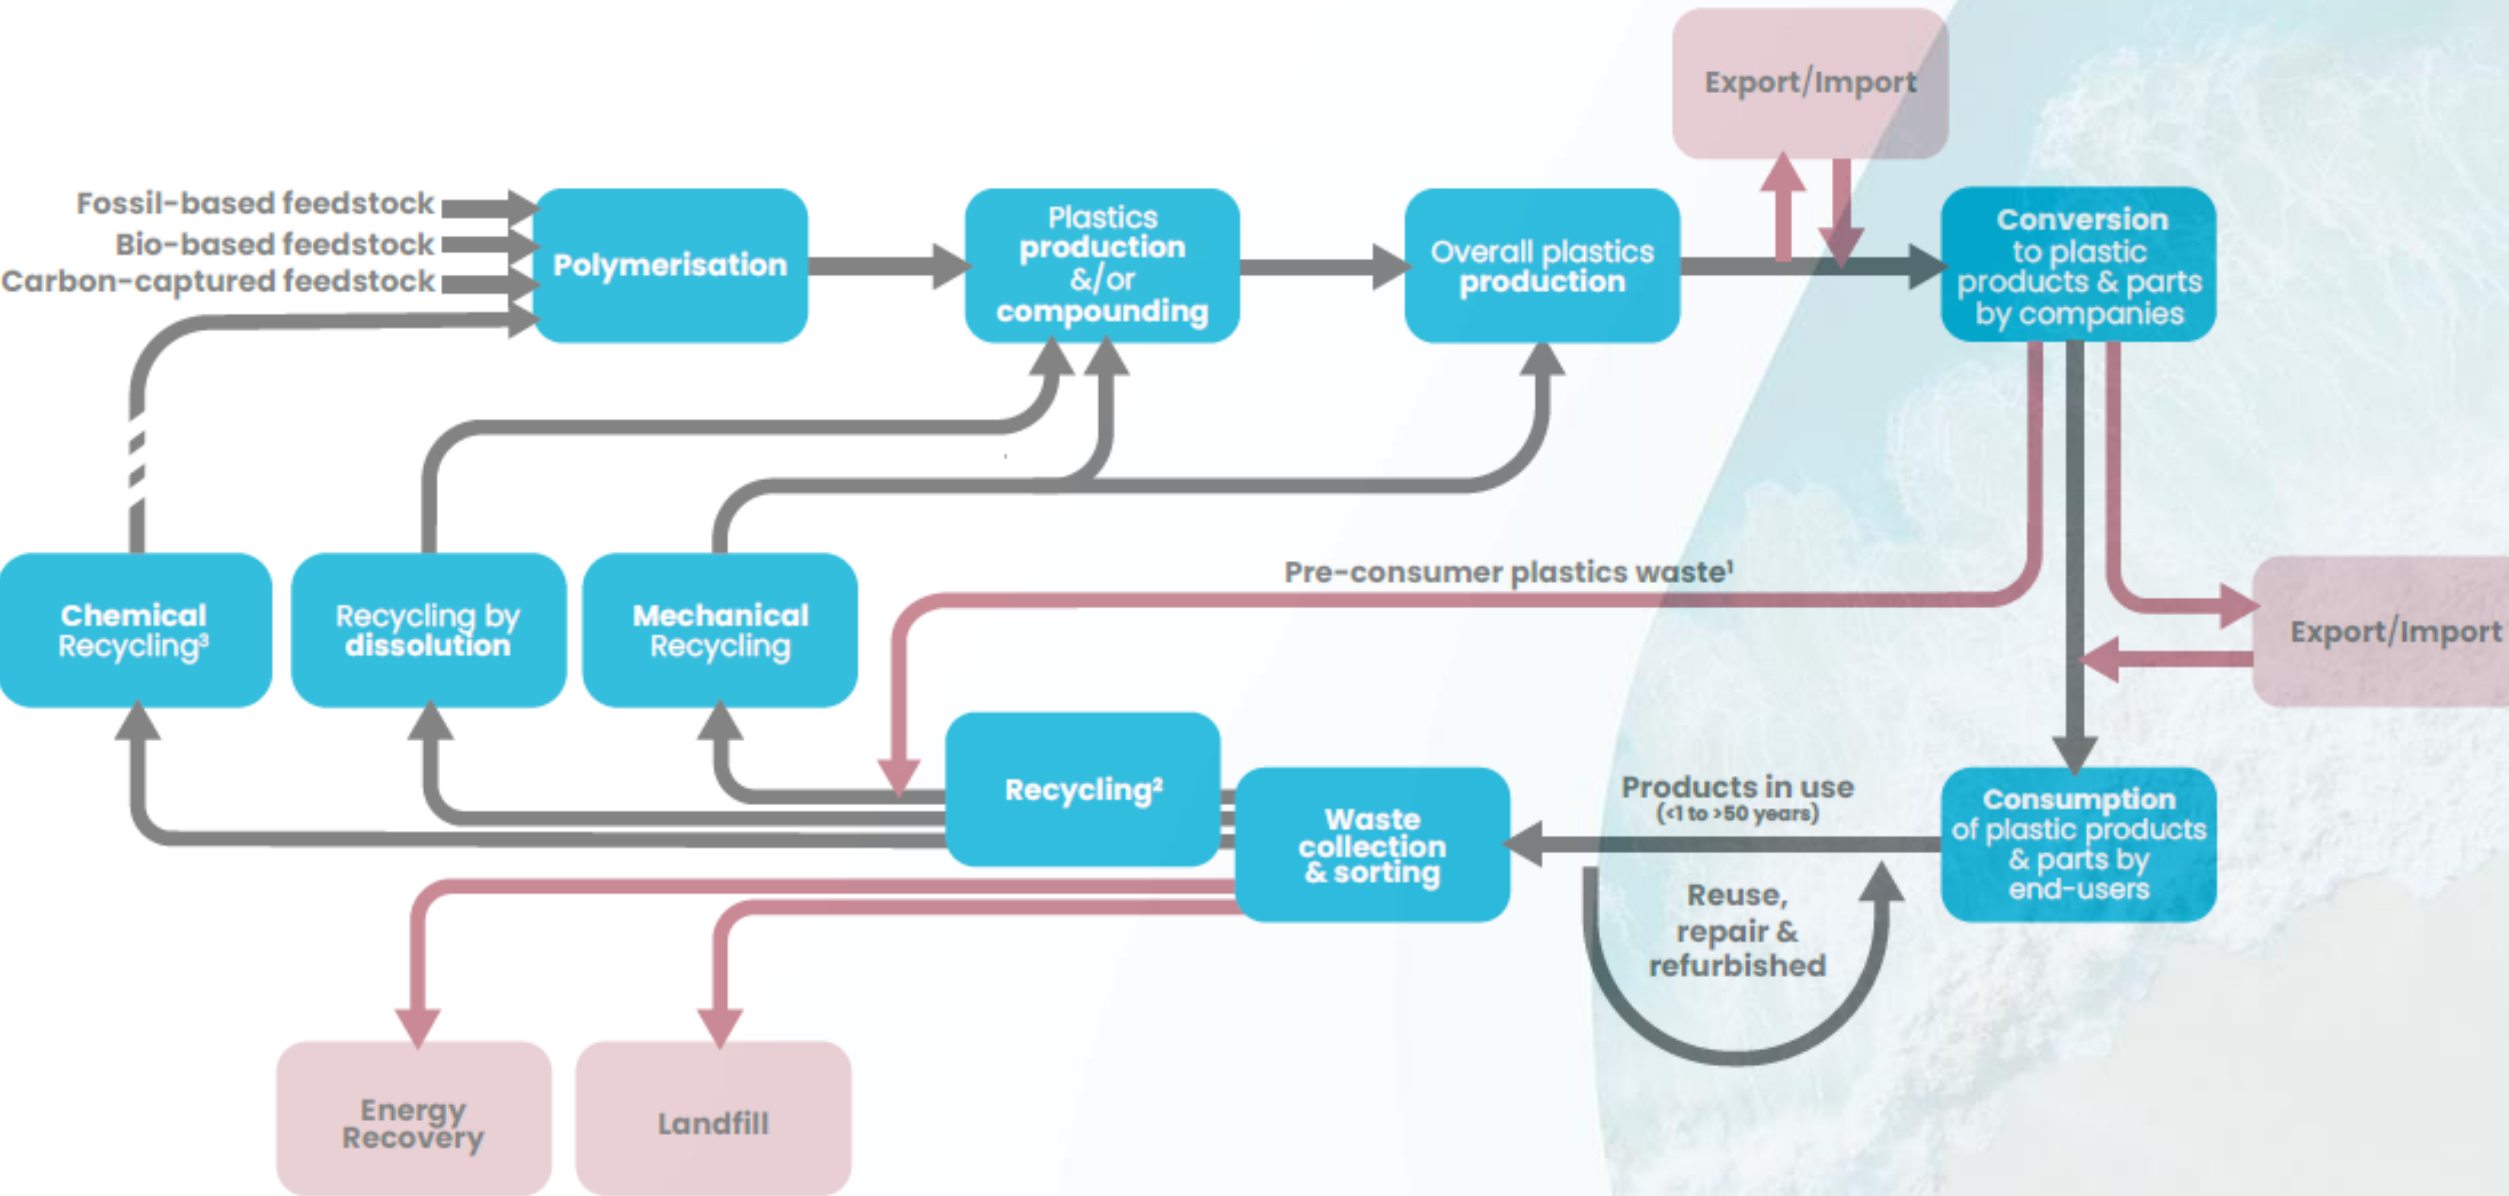 Export/Import
Fossil-based feedstock
Bio-based feedstock
Carbon-captured feedstock
Polymerisation
Plastics
production
&/or
compounding
Overall plastics
production
Conversion
to plastic
products & parts
by companies
Pre-consumer plastics waste¹
Chemical
Recycling³
Recycling by
dissolution
Mechanical
Recycling
Export/Import
Recycling²
Waste
collection
& sorting
Products in use
(<1 to >50 years)
Reuse,
repair &
refurbished
Consumption
of plastic products
& parts by
end-users
Energy
Recovery
Landfill